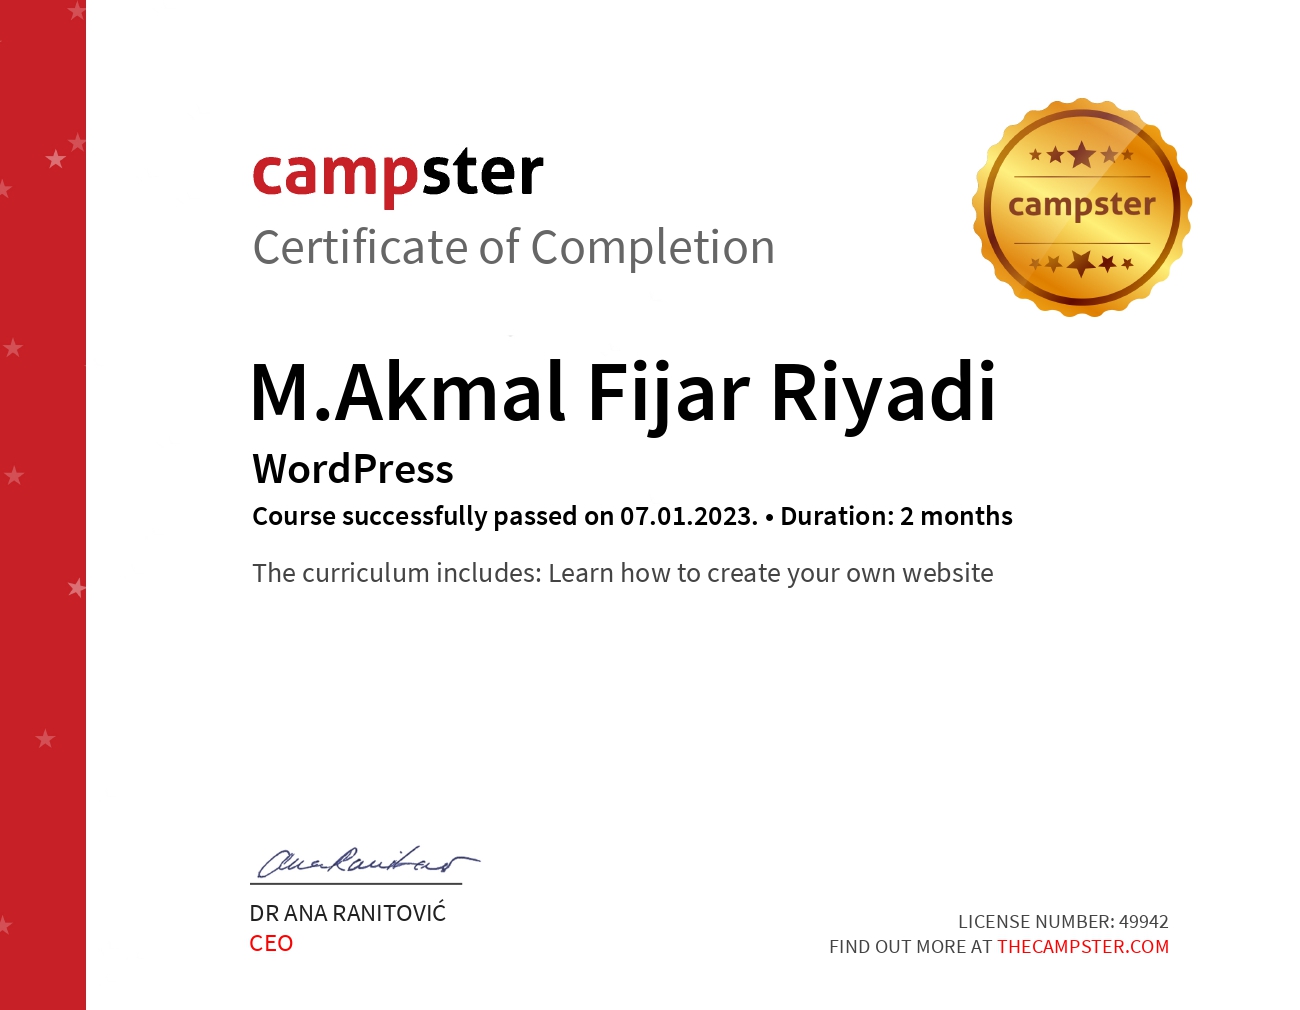 campster
Certificate of Completion
campster
M.Akmal Fijar Riyadi
WordPress
Course successfully passed on 07.01.2023. • Duration: 2 months
The curriculum includes: Learn how to create your own website
Ana Ranitović
DR ANA RANITOVIĆ
CEO
LICENSE NUMBER: 49942
FIND OUT MORE AT THECAMPSTER.COM